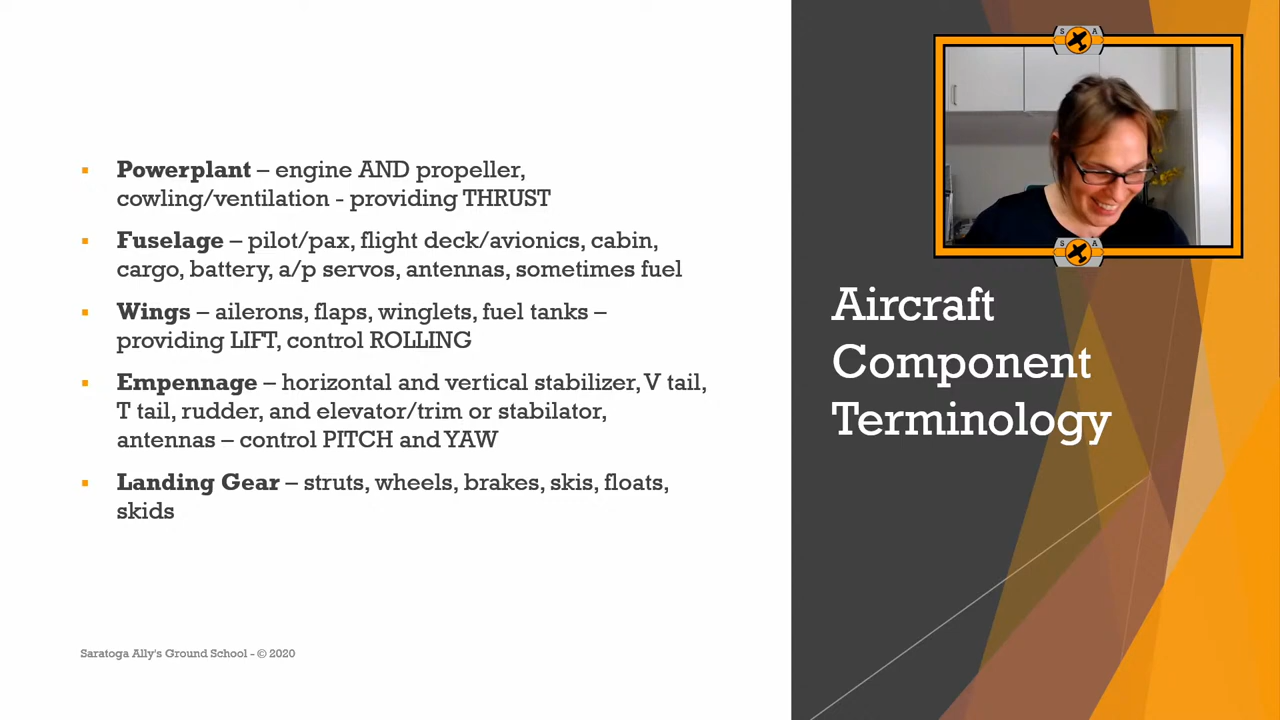 Powerplant – engine AND propeller,
cowling/ventilation - providing THRUST
Fuselage – pilot/pax, flight deck/avionics, cabin,
cargo, battery, a/p servos, antennas, sometimes fuel
Wings – ailerons, flaps, winglets, fuel tanks –
providing LIFT, control ROLLING
Empennage – horizontal and vertical stabilizer, V tail,
T tail, rudder, and elevator/trim or stabilator,
antennas – control PITCH and YAW
Landing Gear – struts, wheels, brakes, skis, floats,
skids
Saratoga Ally's Ground School - © 2020
S A
S A
Aircraft
Component
Terminology